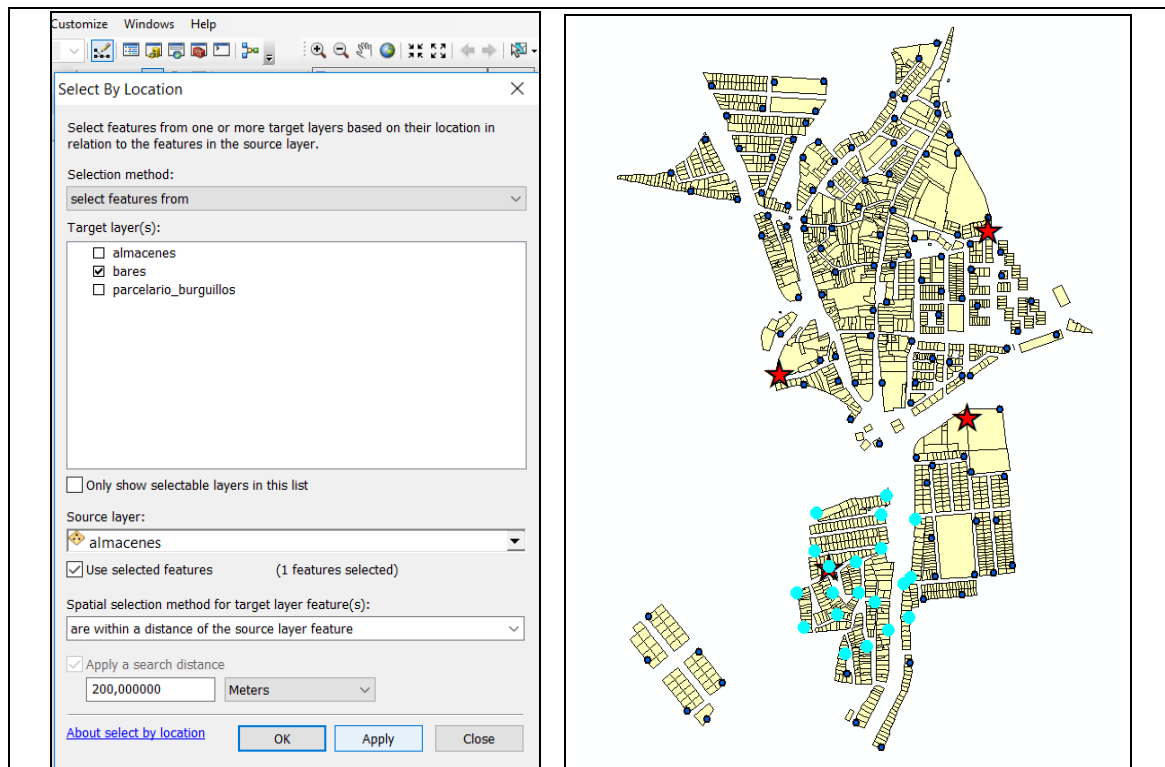 Customize Windows Help
Select By Location
Select features from one or more target layers based on their location in
relation to the features in the source layer.
Selection method:
select features from
Target layer(s):
almacenes
bares
parcelario_burguillos
Only show selectable layers in this list
Source layer:
almacenes
Use selected features (1 features selected)
Spatial selection method for target layer feature(s):
are within a distance of the source layer feature
Apply a search distance
200,000000 Meters
About select by location OK Apply Close